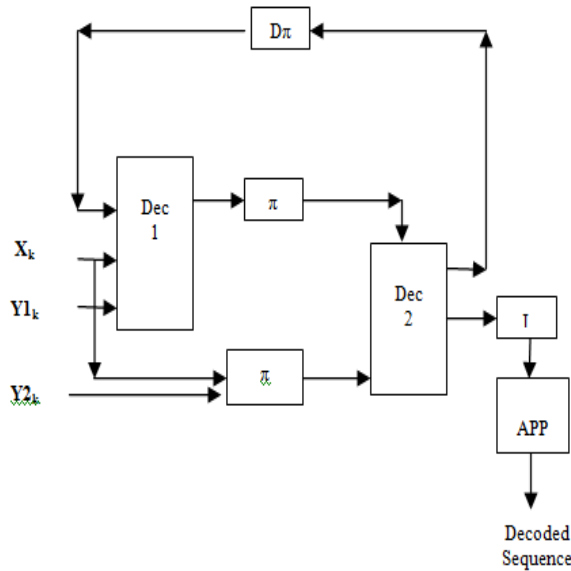 Dπ
Dec
1
π
Xₖ
Y1ₖ
Dec
2
π
Y2ₖ
APP
Decoded
Sequence